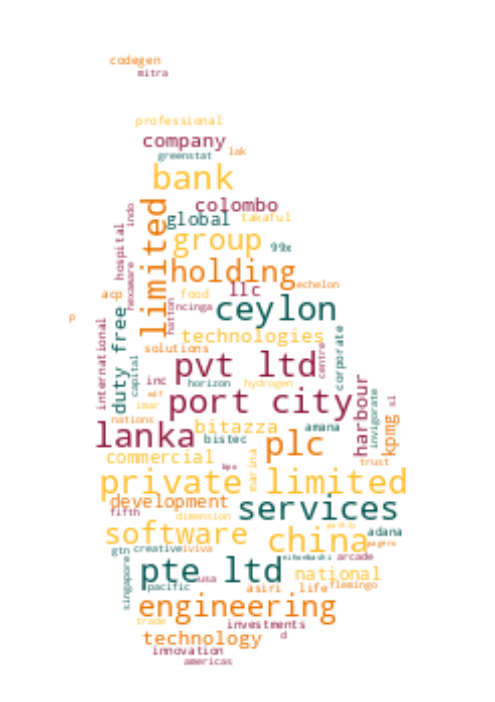 codegen
mitra
professional
company
greenstat lak
bank
limited
indo
colombo
global takaful
hospital
group 99x
hexaware
holding
llc echelon
acp food
hatton
ncinga
ceylon
p
duty free
international
technologies
corporate
solutions
centre
capital
pvt ltd
inc horizon hydrogen
port city
harbour
invigorate
sl
kpmg
nations
bitazza amana
lanka bistec plc
commercial
marina
trust
private limited
development
services
fifth dimension
software china adana
gtn creative iviva
arcade
singapore
pte ltd national
usa
pacific asiri life flemingo
engineering
trade investments
technology d
innovation
americas